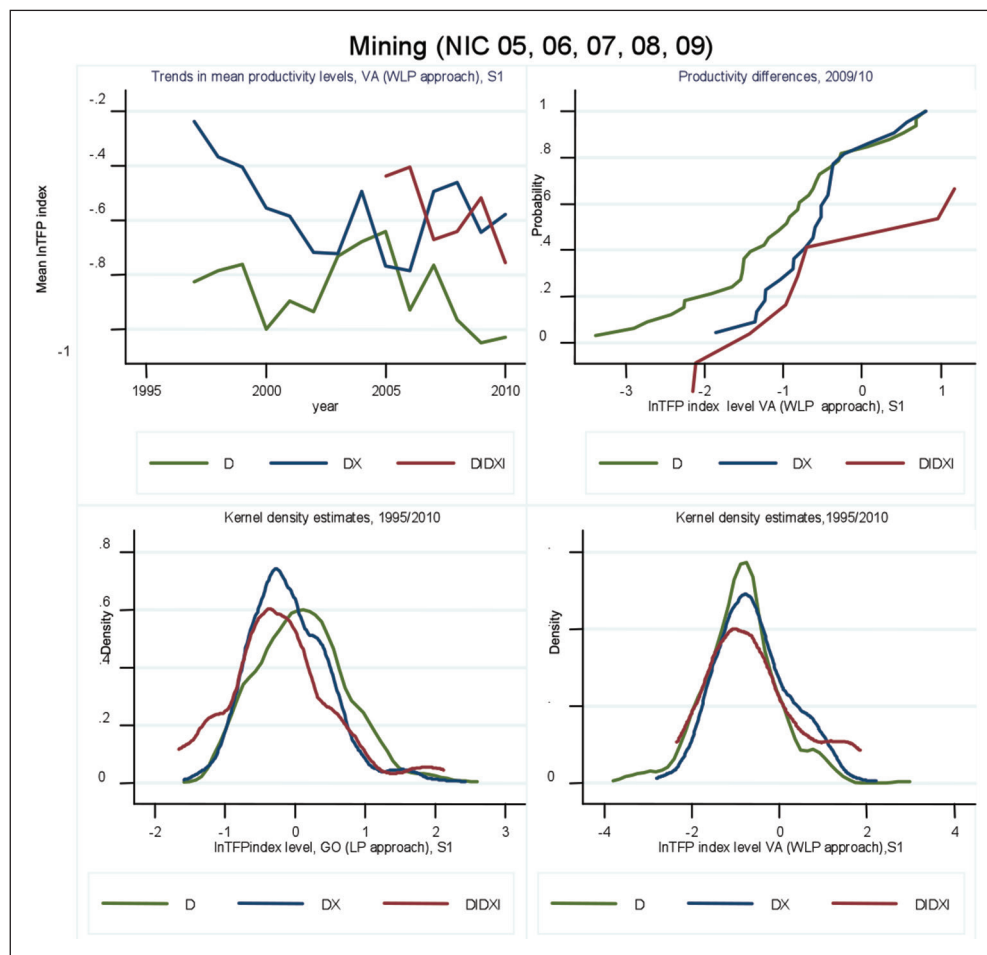 Mining (NIC 05, 06, 07, 08, 09)
Trends in mean productivity levels, VA (WLP approach), S1
Mean lnTFP index
-.2
-.4
-.6
-.8
-1
1995 2000 2005 2010
year
D DX DIDXI
Productivity differences, 2009/10
Probability
1
.8
.6
.4
.2
0
-3 -2 -1 0 1
lnTFP index level VA (WLP approach), S1
D DX DIDXI
Kernel density estimates, 1995/2010
Density
.8
.6
.4
.2
0
-2 -1 0 1 2 3
lnTFPindex level, GO (LP approach), S1
D DX DIDXI
Kernel density estimates,1995/2010
Density
.
.
.
0
-4 -2 0 2 4
lnTFP index level VA (WLP approach),S1
D DX DIDXI